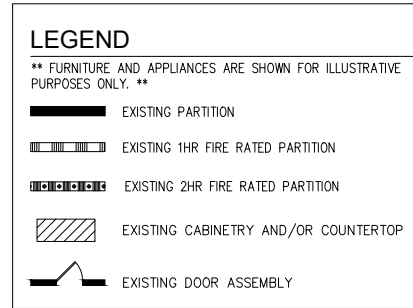 LEGEND
** FURNITURE AND APPLIANCES ARE SHOWN FOR ILLUSTRATIVE
PURPOSES ONLY. **
EXISTING PARTITION
EXISTING 1HR FIRE RATED PARTITION
EXISTING 2HR FIRE RATED PARTITION
EXISTING CABINETRY AND/OR COUNTERTOP
EXISTING DOOR ASSEMBLY